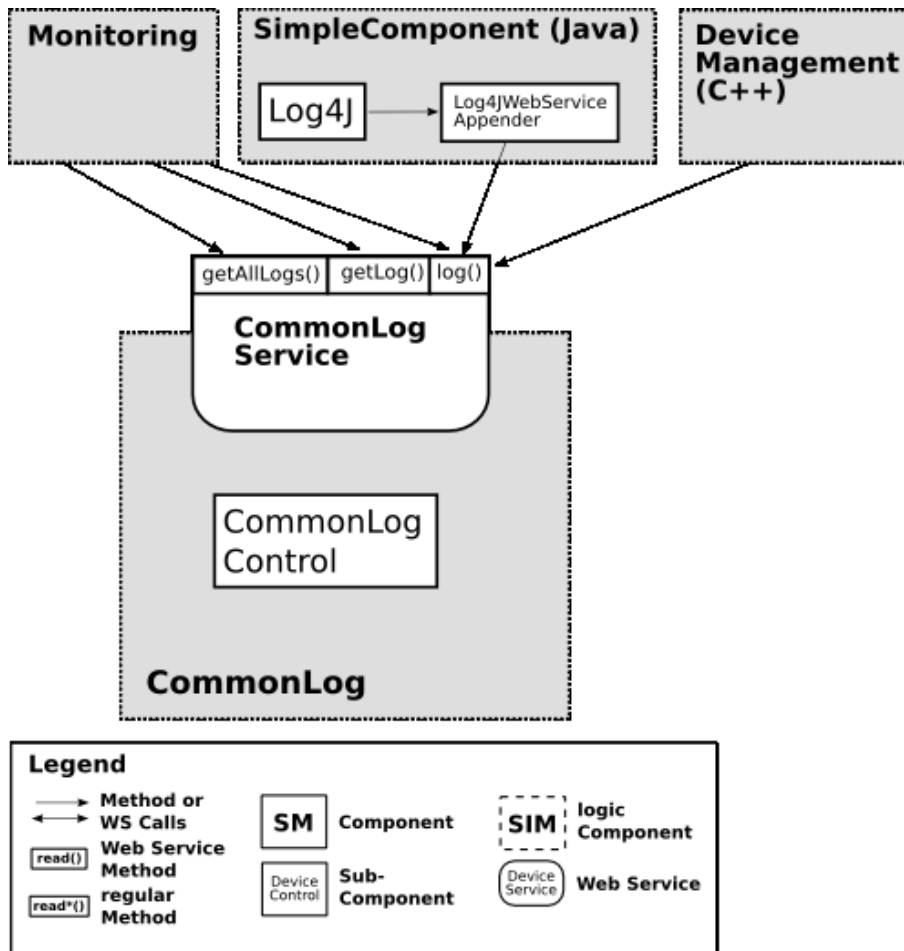 Monitoring
SimpleComponent (Java)
Device
Management
(C++)
Log4J
Log4JWebService
Appender
getAllLogs()
getLog()
log()
CommonLog
Service
CommonLog
Control
CommonLog
Legend
Method or
WS Calls
read()
Web Service
Method
read*()
regular
Method
SM
Component
Device
Control
Sub-
Component
SIM
logic
Component
Device
Service
Web Service